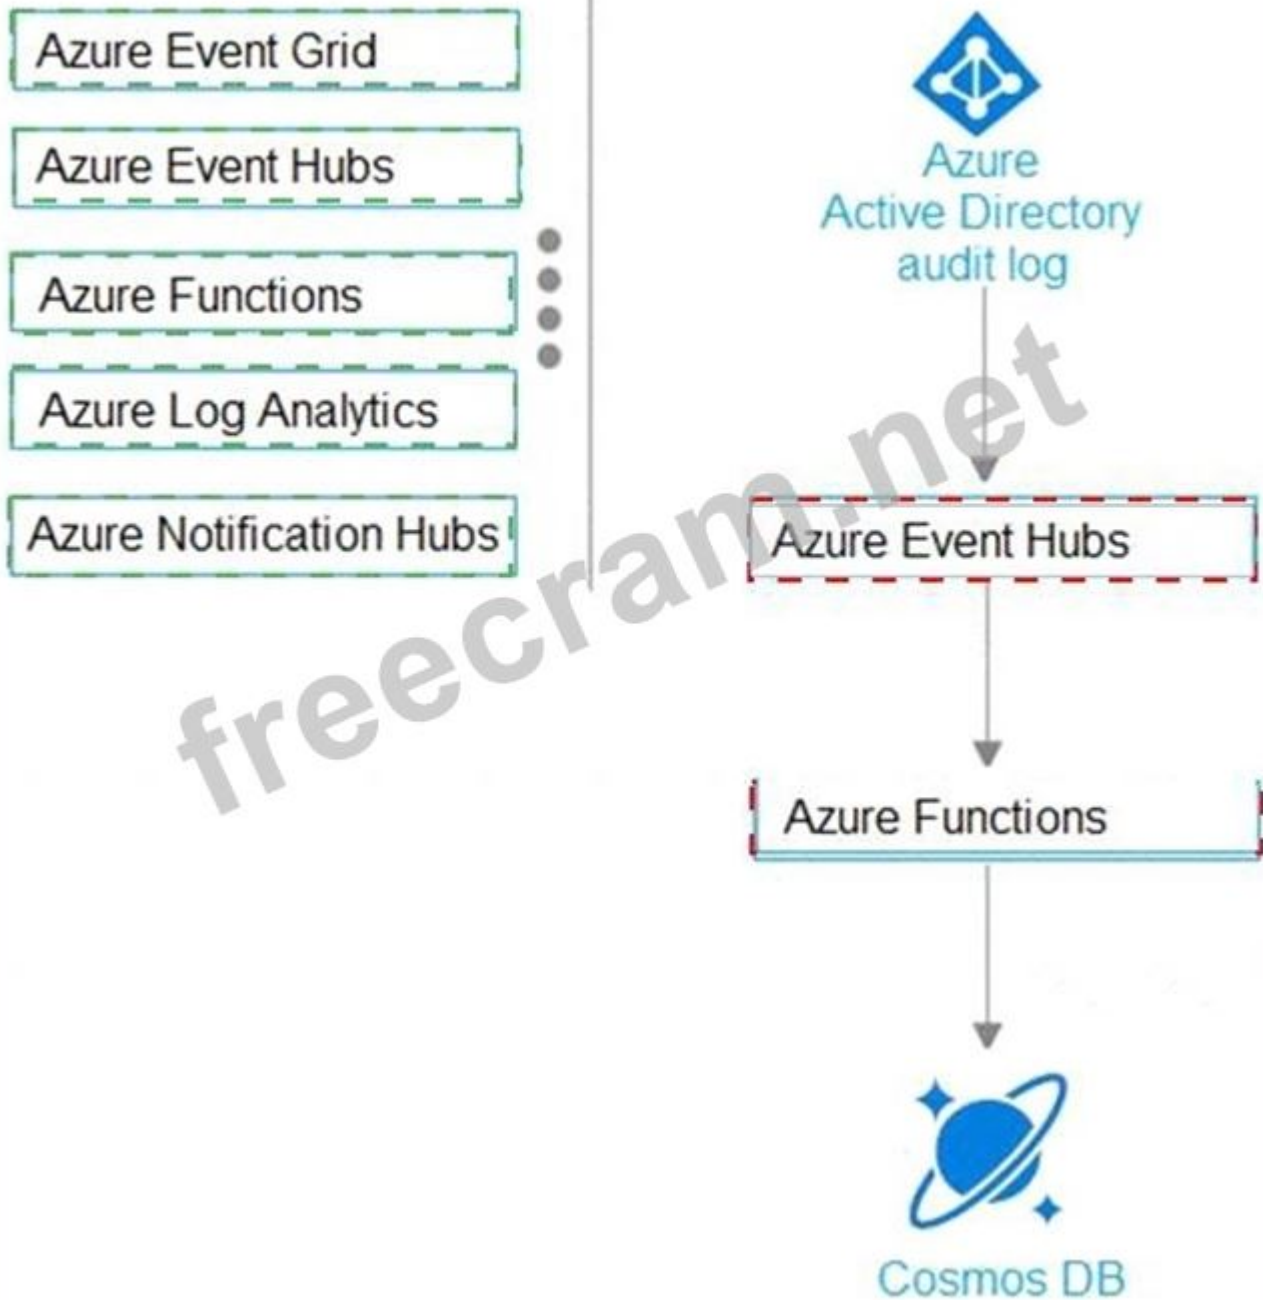 Azure Event Grid
Azure Event Hubs
Azure Functions
Azure Log Analytics
Azure Notification Hubs
Azure
Active Directory
audit log
Azure Event Hubs
Azure Functions
Cosmos DB
freecram.net